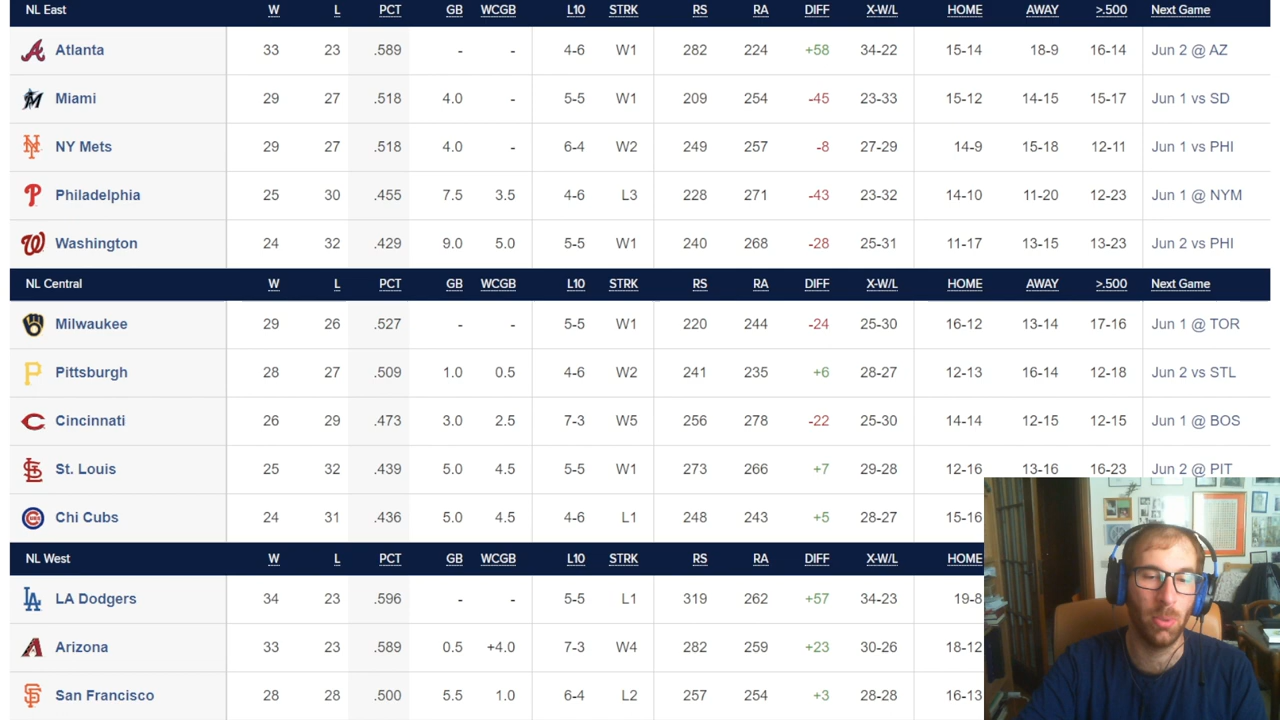 NL East W L PCT GB WCGB L10 STRK RS RA DIFF X-W/L HOME AWAY >.500 Next Game
Atlanta 33 23 .589 - - 4-6 W1 282 224 +58 34-22 15-14 18-9 16-14 Jun 2 @ AZ
Miami 29 27 .518 4.0 - 5-5 W1 209 254 -45 23-33 15-12 14-15 15-17 Jun 1 vs SD
NY Mets 29 27 .518 4.0 - 6-4 W2 249 257 -8 27-29 14-9 15-18 12-11 Jun 1 vs PHI
Philadelphia 25 30 .455 7.5 3.5 4-6 L3 228 271 -43 23-32 14-10 11-20 12-23 Jun 1 @ NYM
Washington 24 32 .429 9.0 5.0 5-5 W1 240 268 -28 25-31 11-17 13-15 13-23 Jun 2 vs PHI
NL Central W L PCT GB WCGB L10 STRK RS RA DIFF X-W/L HOME AWAY >.500 Next Game
Milwaukee 29 26 .527 - - 5-5 W1 220 244 -24 25-30 16-12 13-14 17-16 Jun 1 @ TOR
Pittsburgh 28 27 .509 1.0 0.5 4-6 W2 241 235 +6 28-27 12-13 16-14 12-18 Jun 2 vs STL
Cincinnati 26 29 .473 3.0 2.5 7-3 W5 256 278 -22 25-30 14-14 12-15 12-15 Jun 1 @ BOS
St. Louis 25 32 .439 5.0 4.5 5-5 W1 273 266 +7 29-28 12-16 13-16 16-23 Jun 2 @ PIT
Chi Cubs 24 31 .436 5.0 4.5 4-6 L1 248 243 +5 28-27 15-16
NL West W L PCT GB WCGB L10 STRK RS RA DIFF X-W/L HOME
LA Dodgers 34 23 .596 - - 5-5 L1 319 262 +57 34-23 19-8
Arizona 33 23 .589 0.5 +4.0 7-3 W4 282 259 +23 30-26 18-12
San Francisco 28 28 .500 5.5 1.0 6-4 L2 257 254 +3 28-28 16-13